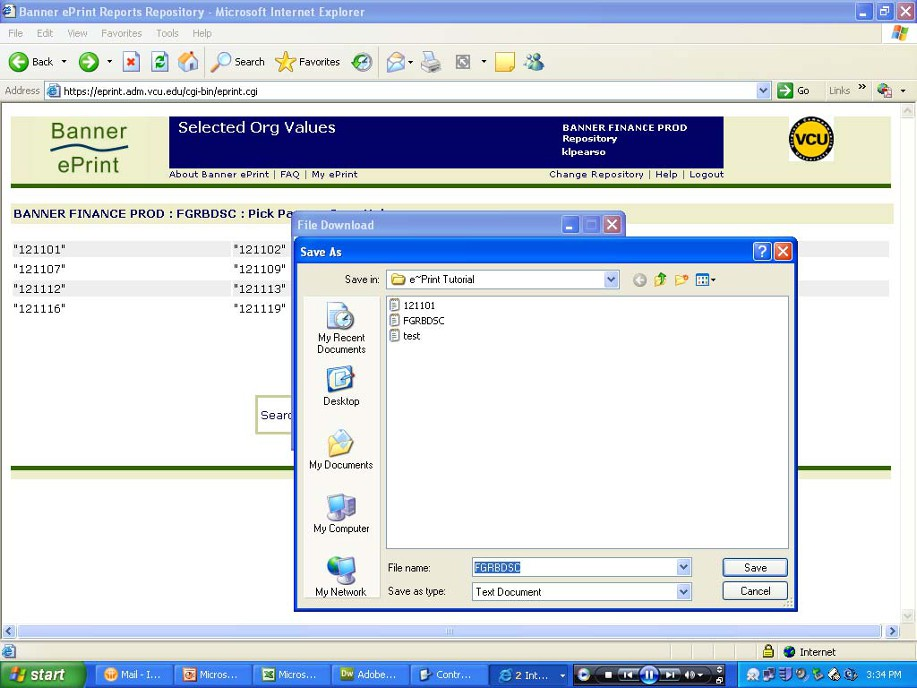 Banner ePrint Reports Repository - Microsoft Internet Explorer
File Edit View Favorites Tools Help
Back Search Favorites
Address https://eprint.adm.vcu.edu/cgi-bin/eprint.cgi Go Links »
Banner
ePrint
Selected Org Values
BANNER FINANCE PROD
Repository
klpearso
VCU
About Banner ePrint | FAQ | My ePrint
Change Repository | Help | Logout
BANNER FINANCE PROD : FGRBDSC : Pick Pa
"121101" "121102"
"121107" "121109"
"121112" "121113"
"121116" "121119"
Searc
File Download
Save As
Save in: e~Print Tutorial
My Recent
Documents
Desktop
My Documents
My Computer
My Network
121101
FGRBDSC
test
File name: FGRBDSC Save
Save as type: Text Document Cancel
Internet
start Mail - I... Micros... Micros... Adobe... Contr... 2 Int... 3:34 PM